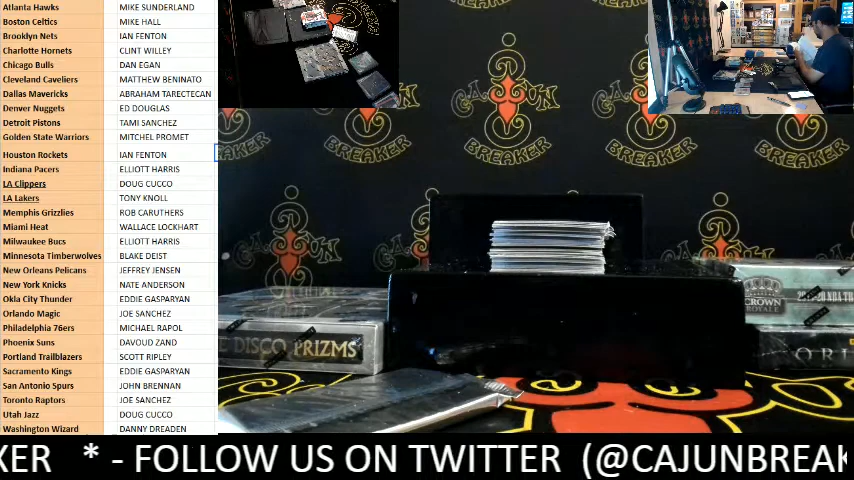 Atlanta Hawks MIKE SUNDERLAND
Boston Celtics MIKE HALL
Brooklyn Nets IAN FENTON
Charlotte Hornets CLINT WILLEY
Chicago Bulls DAN EGAN
Cleveland Cavaliers MATTHEW BENINATO
Dallas Mavericks ABRAHAM TARECTECAN
Denver Nuggets ED DOUGLAS
Detroit Pistons TAMI SANCHEZ
Golden State Warriors MITCHEL PROMET
Houston Rockets IAN FENTON
Indiana Pacers ELLIOTT HARRIS
LA Clippers DOUG CUCCO
LA Lakers TONY KNOLL
Memphis Grizzlies ROB CARUTHERS
Miami Heat WALLACE LOCKHART
Milwaukee Bucs ELLIOTT HARRIS
Minnesota Timberwolves BLAKE DEIST
New Orleans Pelicans JEFFREY JENSEN
New York Knicks NATE ANDERSON
Okla City Thunder EDDIE GASPARYAN
Orlando Magic JOE SANCHEZ
Philadelphia 76ers MICHAEL RAPOL
Phoenix Suns DAVOUD ZAND
Portland Trailblazers SCOTT RIPLEY
Sacramento Kings EDDIE GASPARYAN
San Antonio Spurs JOHN BRENNAN
Toronto Raptors JOE SANCHEZ
Utah Jazz DOUG CUCCO
Washington Wizard DANNY DREADEN
BREAKER
CAJUN
BREAKER
CAJUN
BREAKER
DISCO PRIZMS
CROWN
ROYALE
XER * - FOLLOW US ON TWITTER (@CAJUNBREAK